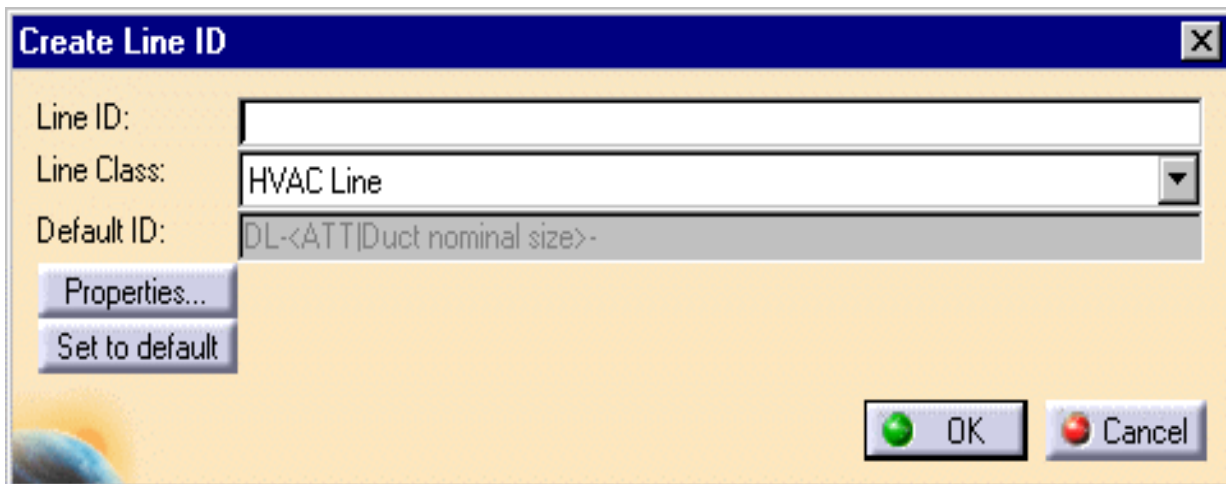 Create Line ID
Line ID:
Line Class:
HVAC Line
Default ID:
DL-<ATT|Duct nominal size>-
Properties...
Set to default
OK
Cancel